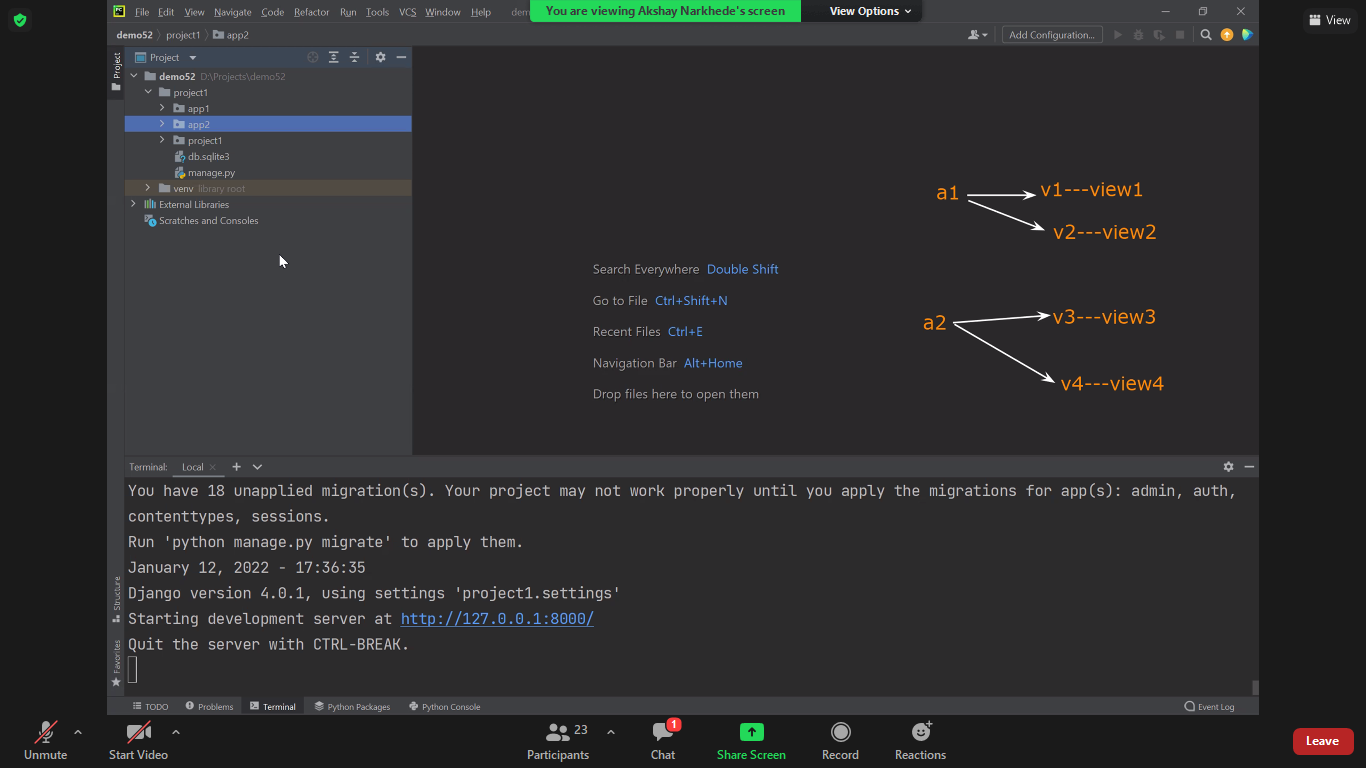 File Edit View Navigate Code Refactor Run Tools VCS Window Help
You are viewing Akshay Narkhede's screen View Options
View
demo52 project1 app2
Add Configuration...
Project
Project
demo52 D:\Projects\demo52
project1
app1
app2
project1
db.sqlite3
manage.py
venv library root
External Libraries
Scratches and Consoles
Search Everywhere Double Shift
Go to File Ctrl+Shift+N
Recent Files Ctrl+E
Navigation Bar Alt+Home
Drop files here to open them
a1 v1---view1
v2---view2
a2 v3---view3
v4---view4
Terminal: Local
You have 18 unapplied migration(s). Your project may not work properly until you apply the migrations for app(s): admin, auth,
contenttypes, sessions.
Run 'python manage.py migrate' to apply them.
January 12, 2022 - 17:36:35
Django version 4.0.1, using settings 'project1.settings'
Starting development server at http://127.0.0.1:8000/
Quit the server with CTRL-BREAK.
Structure
Favorites
TODO Problems Terminal Python Packages Python Console Event Log
Unmute Start Video Participants 23 Chat 1 Share Screen Record Reactions Leave